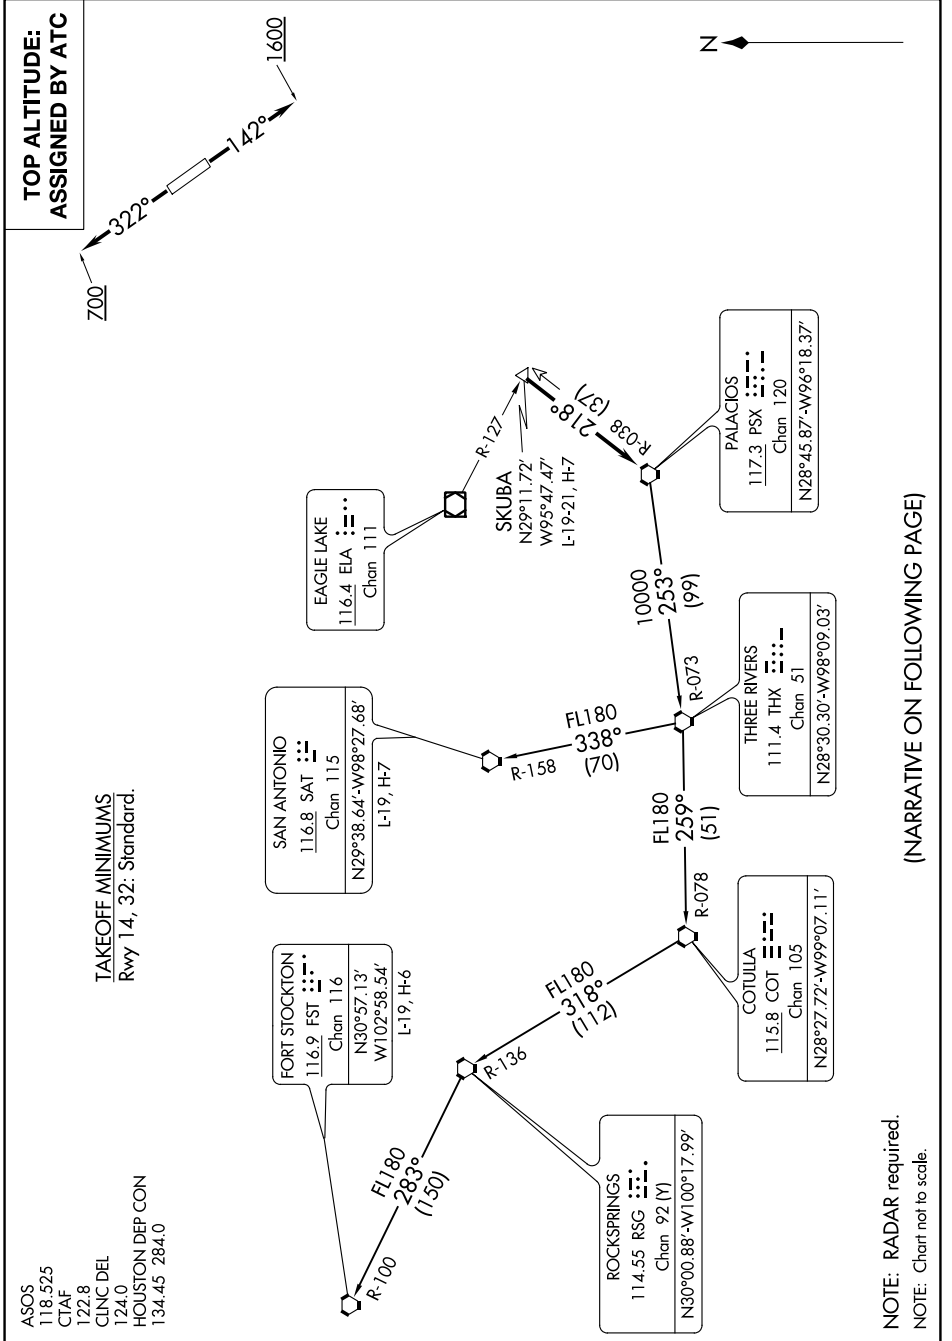 TOP ALTITUDE:
ASSIGNED BY ATC
ASOS
118.525
CTAF
122.8
CLNC DEL
124.0
HOUSTON DEP CON
134.45 284.0
TAKEOFF MINIMUMS
Rwy 14, 32: Standard.
700
322°
142°
1600
N
FORT STOCKTON
116.9 FST
Chan 116
N30°57.13'
W102°58.54'
L-19, H-6
SAN ANTONIO
116.8 SAT
Chan 115
N29°38.64'-W98°27.68'
L-19, H-7
EAGLE LAKE
116.4 ELA
Chan 111
R-127
SKUBA
N29°11.72'
W95°47.47'
L-19-21, H-7
218°
(37)
R-038
R-100
FL180
283°
(150)
R-136
FL180
318°
(112)
R-158
FL180
338°
(70)
R-078
FL180
259°
(51)
R-073
10000
253°
(99)
ROCKSPRINGS
114.55 RSG
Chan 92 (Y)
N30°00.88'-W100°17.99'
COTULLA
115.8 COT
Chan 105
N28°27.72'-W99°07.11'
THREE RIVERS
111.4 THX
Chan 51
N28°30.30'-W98°09.03'
PALACIOS
117.3 PSX
Chan 120
N28°45.87'-W96°18.37'
NOTE: RADAR required.
NOTE: Chart not to scale.
(NARRATIVE ON FOLLOWING PAGE)